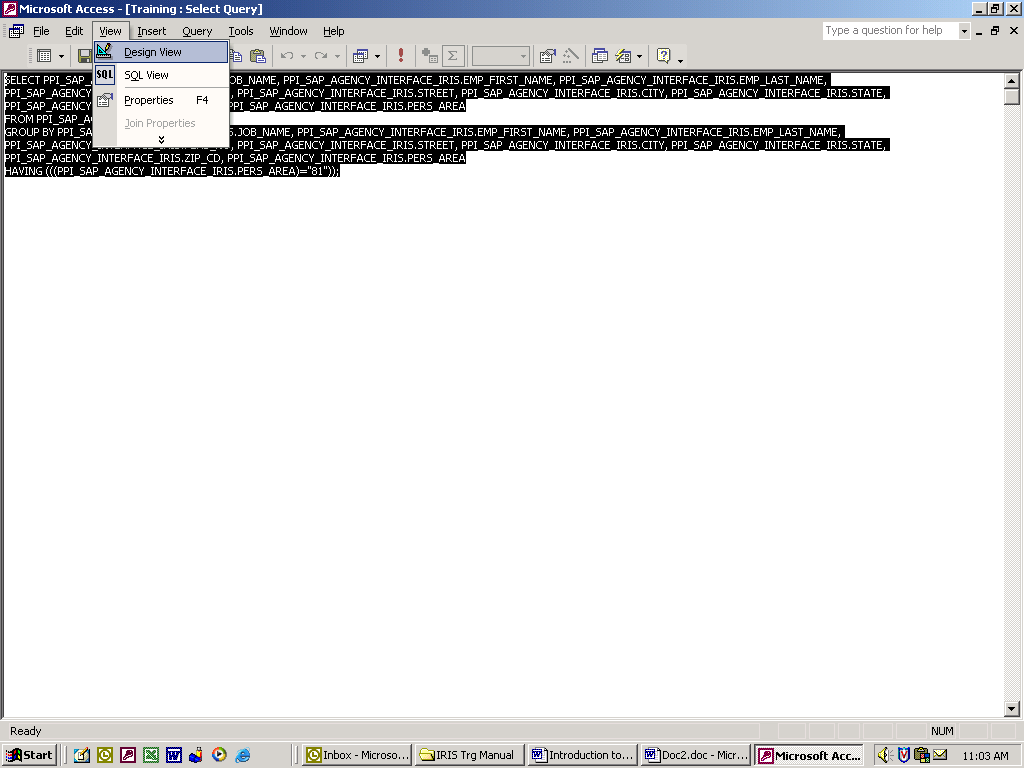 Microsoft Access - [Training : Select Query]
File Edit View Insert Query Tools Window Help
Type a question for help
Design View
SQL SQL View
Properties F4
Join Properties
SELECT PPI_SAP_ OB_NAME, PPI_SAP_AGENCY_INTERFACE_IRIS.EMP_FIRST_NAME, PPI_SAP_AGENCY_INTERFACE_IRIS.EMP_LAST_NAME,
PPI_SAP_AGENCY , PPI_SAP_AGENCY_INTERFACE_IRIS.STREET, PPI_SAP_AGENCY_INTERFACE_IRIS.CITY, PPI_SAP_AGENCY_INTERFACE_IRIS.STATE,
PPI_SAP_AGENCY PPI_SAP_AGENCY_INTERFACE_IRIS.PERS_AREA
FROM PPI_SAP_AG
GROUP BY PPI_SA .JOB_NAME, PPI_SAP_AGENCY_INTERFACE_IRIS.EMP_FIRST_NAME, PPI_SAP_AGENCY_INTERFACE_IRIS.EMP_LAST_NAME,
PPI_SAP_AGENCY , PPI_SAP_AGENCY_INTERFACE_IRIS.STREET, PPI_SAP_AGENCY_INTERFACE_IRIS.CITY, PPI_SAP_AGENCY_INTERFACE_IRIS.STATE,
PPI_SAP_AGENCY_INTERFACE_IRIS.ZIP_CD, PPI_SAP_AGENCY_INTERFACE_IRIS.PERS_AREA
HAVING (((PPI_SAP_AGENCY_INTERFACE_IRIS.PERS_AREA)="81"));
Ready NUM
Start Inbox - Microso... IRIS Trg Manual Introduction to... Doc2.doc - Micr... Microsoft Acc... 11:03 AM